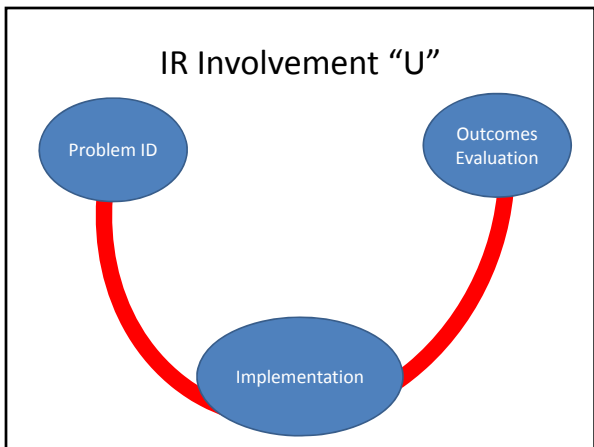 IR Involvement “U”
Problem ID
Outcomes
Evaluation
Implementation